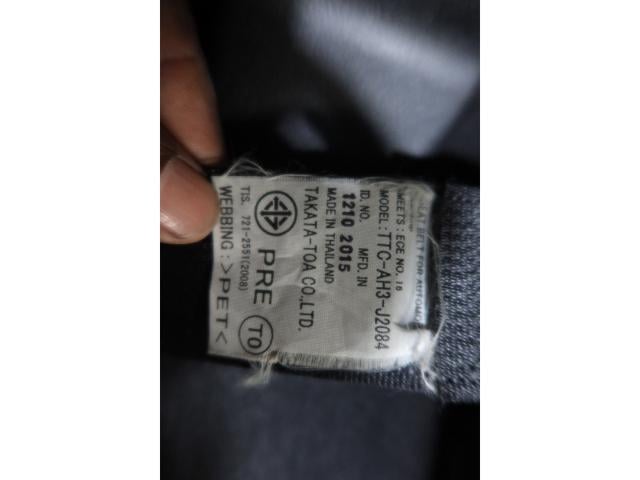 SEAT BELT FOR AUTOM
MEETS : ECE NO. 16
MODEL : TTC-AH3-J2084
ID. NO. MFD. IN
1210 2015
MADE IN THAILAND
TAKATA-TOA CO.,LTD.
PRE TO
TIS. 721-2551(2008)
WEBBING : >PET<